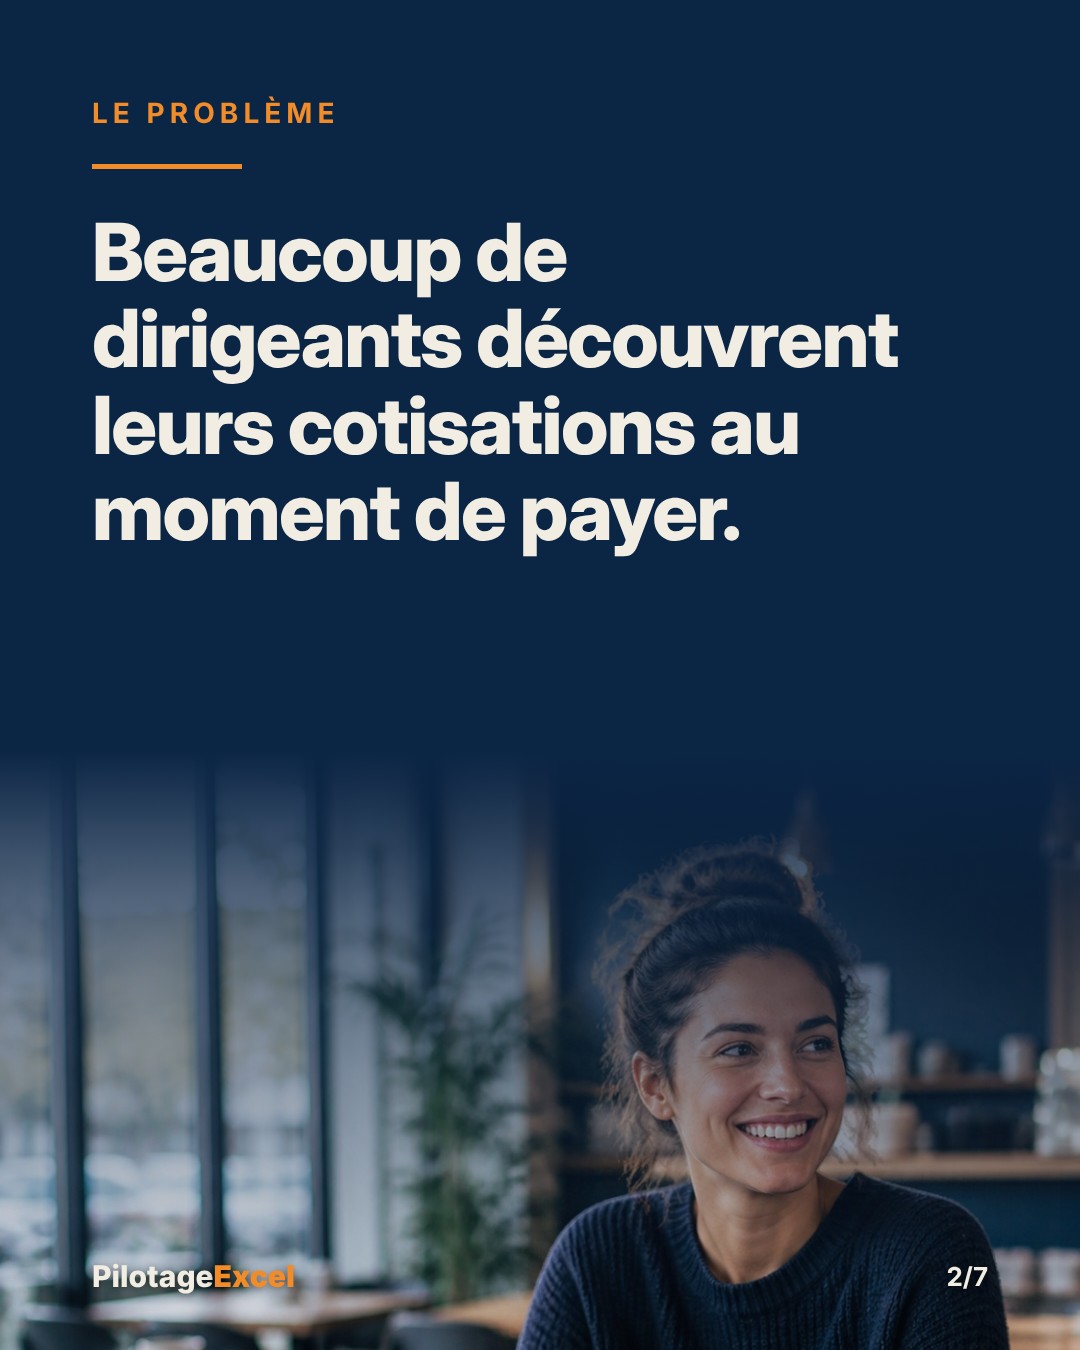 LE PROBLÈME
Beaucoup de
dirigeants découvrent
leurs cotisations au
moment de payer.
PilotageExcel
2/7